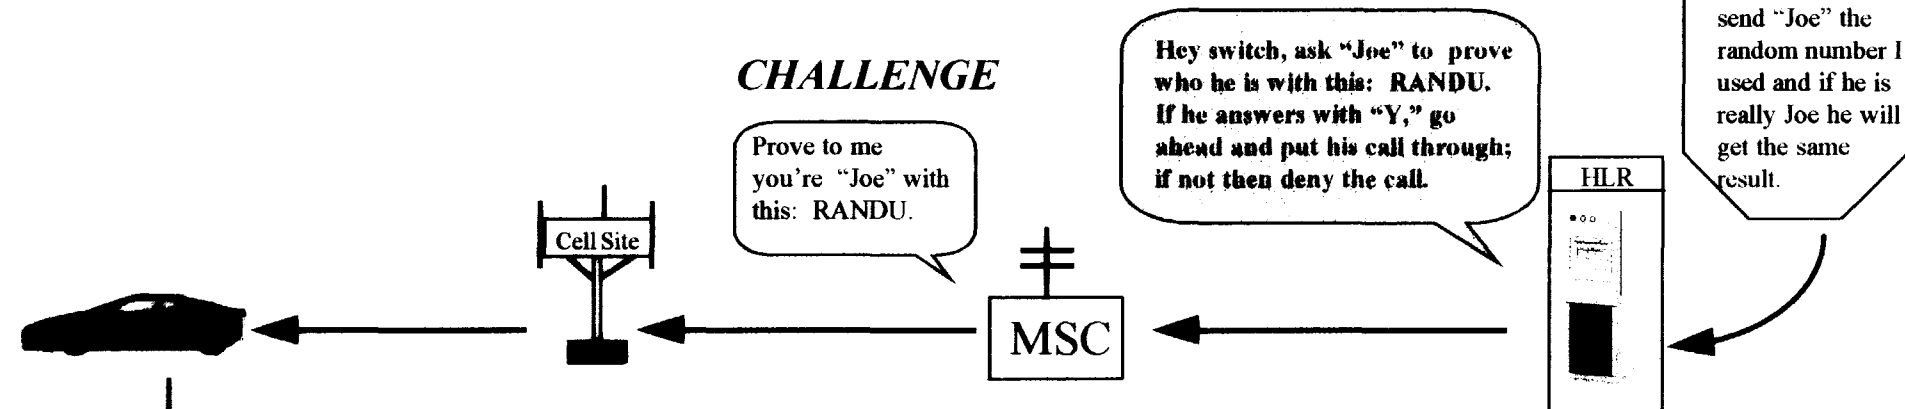 send “Joe” the
random number I
used and if he is
really Joe he will
get the same
result.
Hey switch, ask “Joe” to prove
who he is with this: RANDU.
If he answers with “Y,” go
ahead and put his call through;
if not then deny the call.
CHALLENGE
Prove to me
you’re “Joe” with
this: RANDU.
HLR
Cell Site
MSC